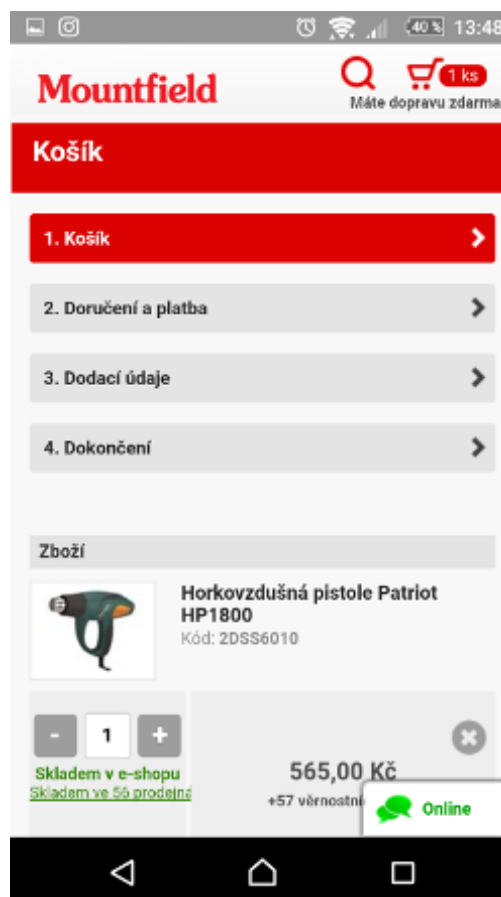 40 % 13:48
Mountfield
1 ks
Máte dopravu zdarma
Košík
1. Košík
2. Doručení a platba
3. Dodací údaje
4. Dokončení
Zboží
Horkovzdušná pistole Patriot
HP1800
Kód: 2DSS6010
- 1 +
Skladem v e-shopu
Skladem ve 56 prodejná
565,00 Kč
+57 věrnostní
Online